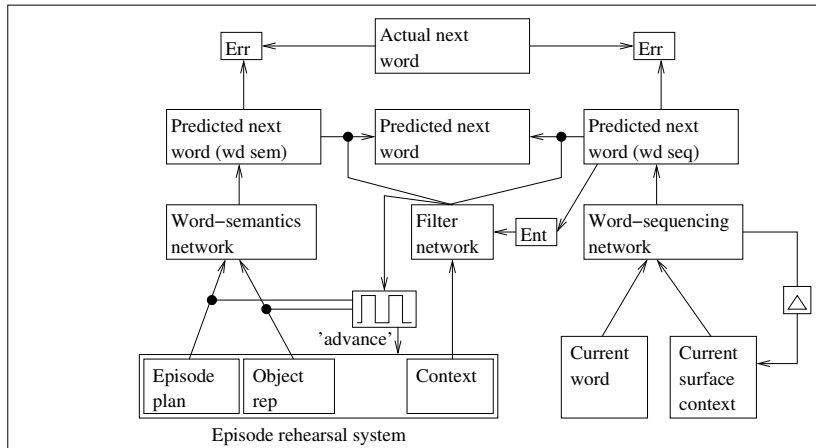 Err
Actual next
word
Err
Predicted next
word (wd sem)
Predicted next
word
Predicted next
word (wd seq)
Word−semantics
network
Filter
network
Ent
Word−sequencing
network
'advance'
Episode
plan
Object
rep
Context
Current
word
Current
surface
context
Episode rehearsal system